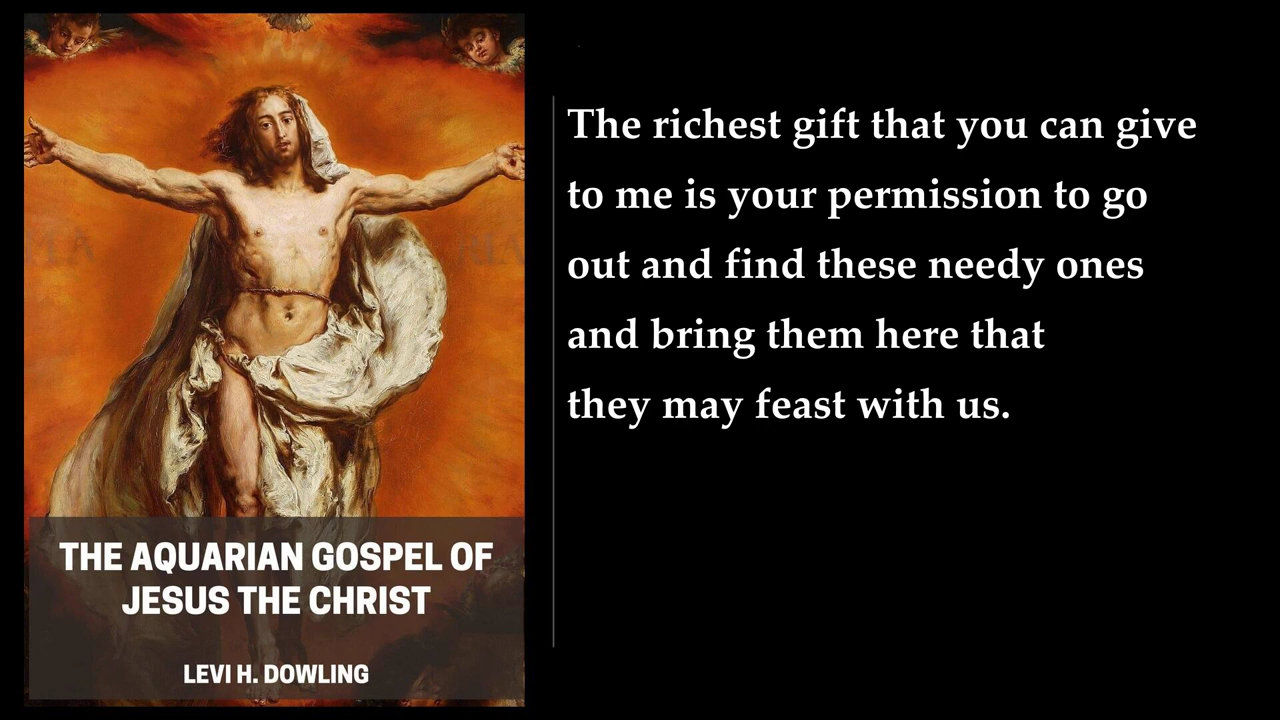 The richest gift that you can give
to me is your permission to go
out and find these needy ones
and bring them here that
they may feast with us.
THE AQUARIAN GOSPEL OF
JESUS THE CHRIST
LEVI H. DOWLING